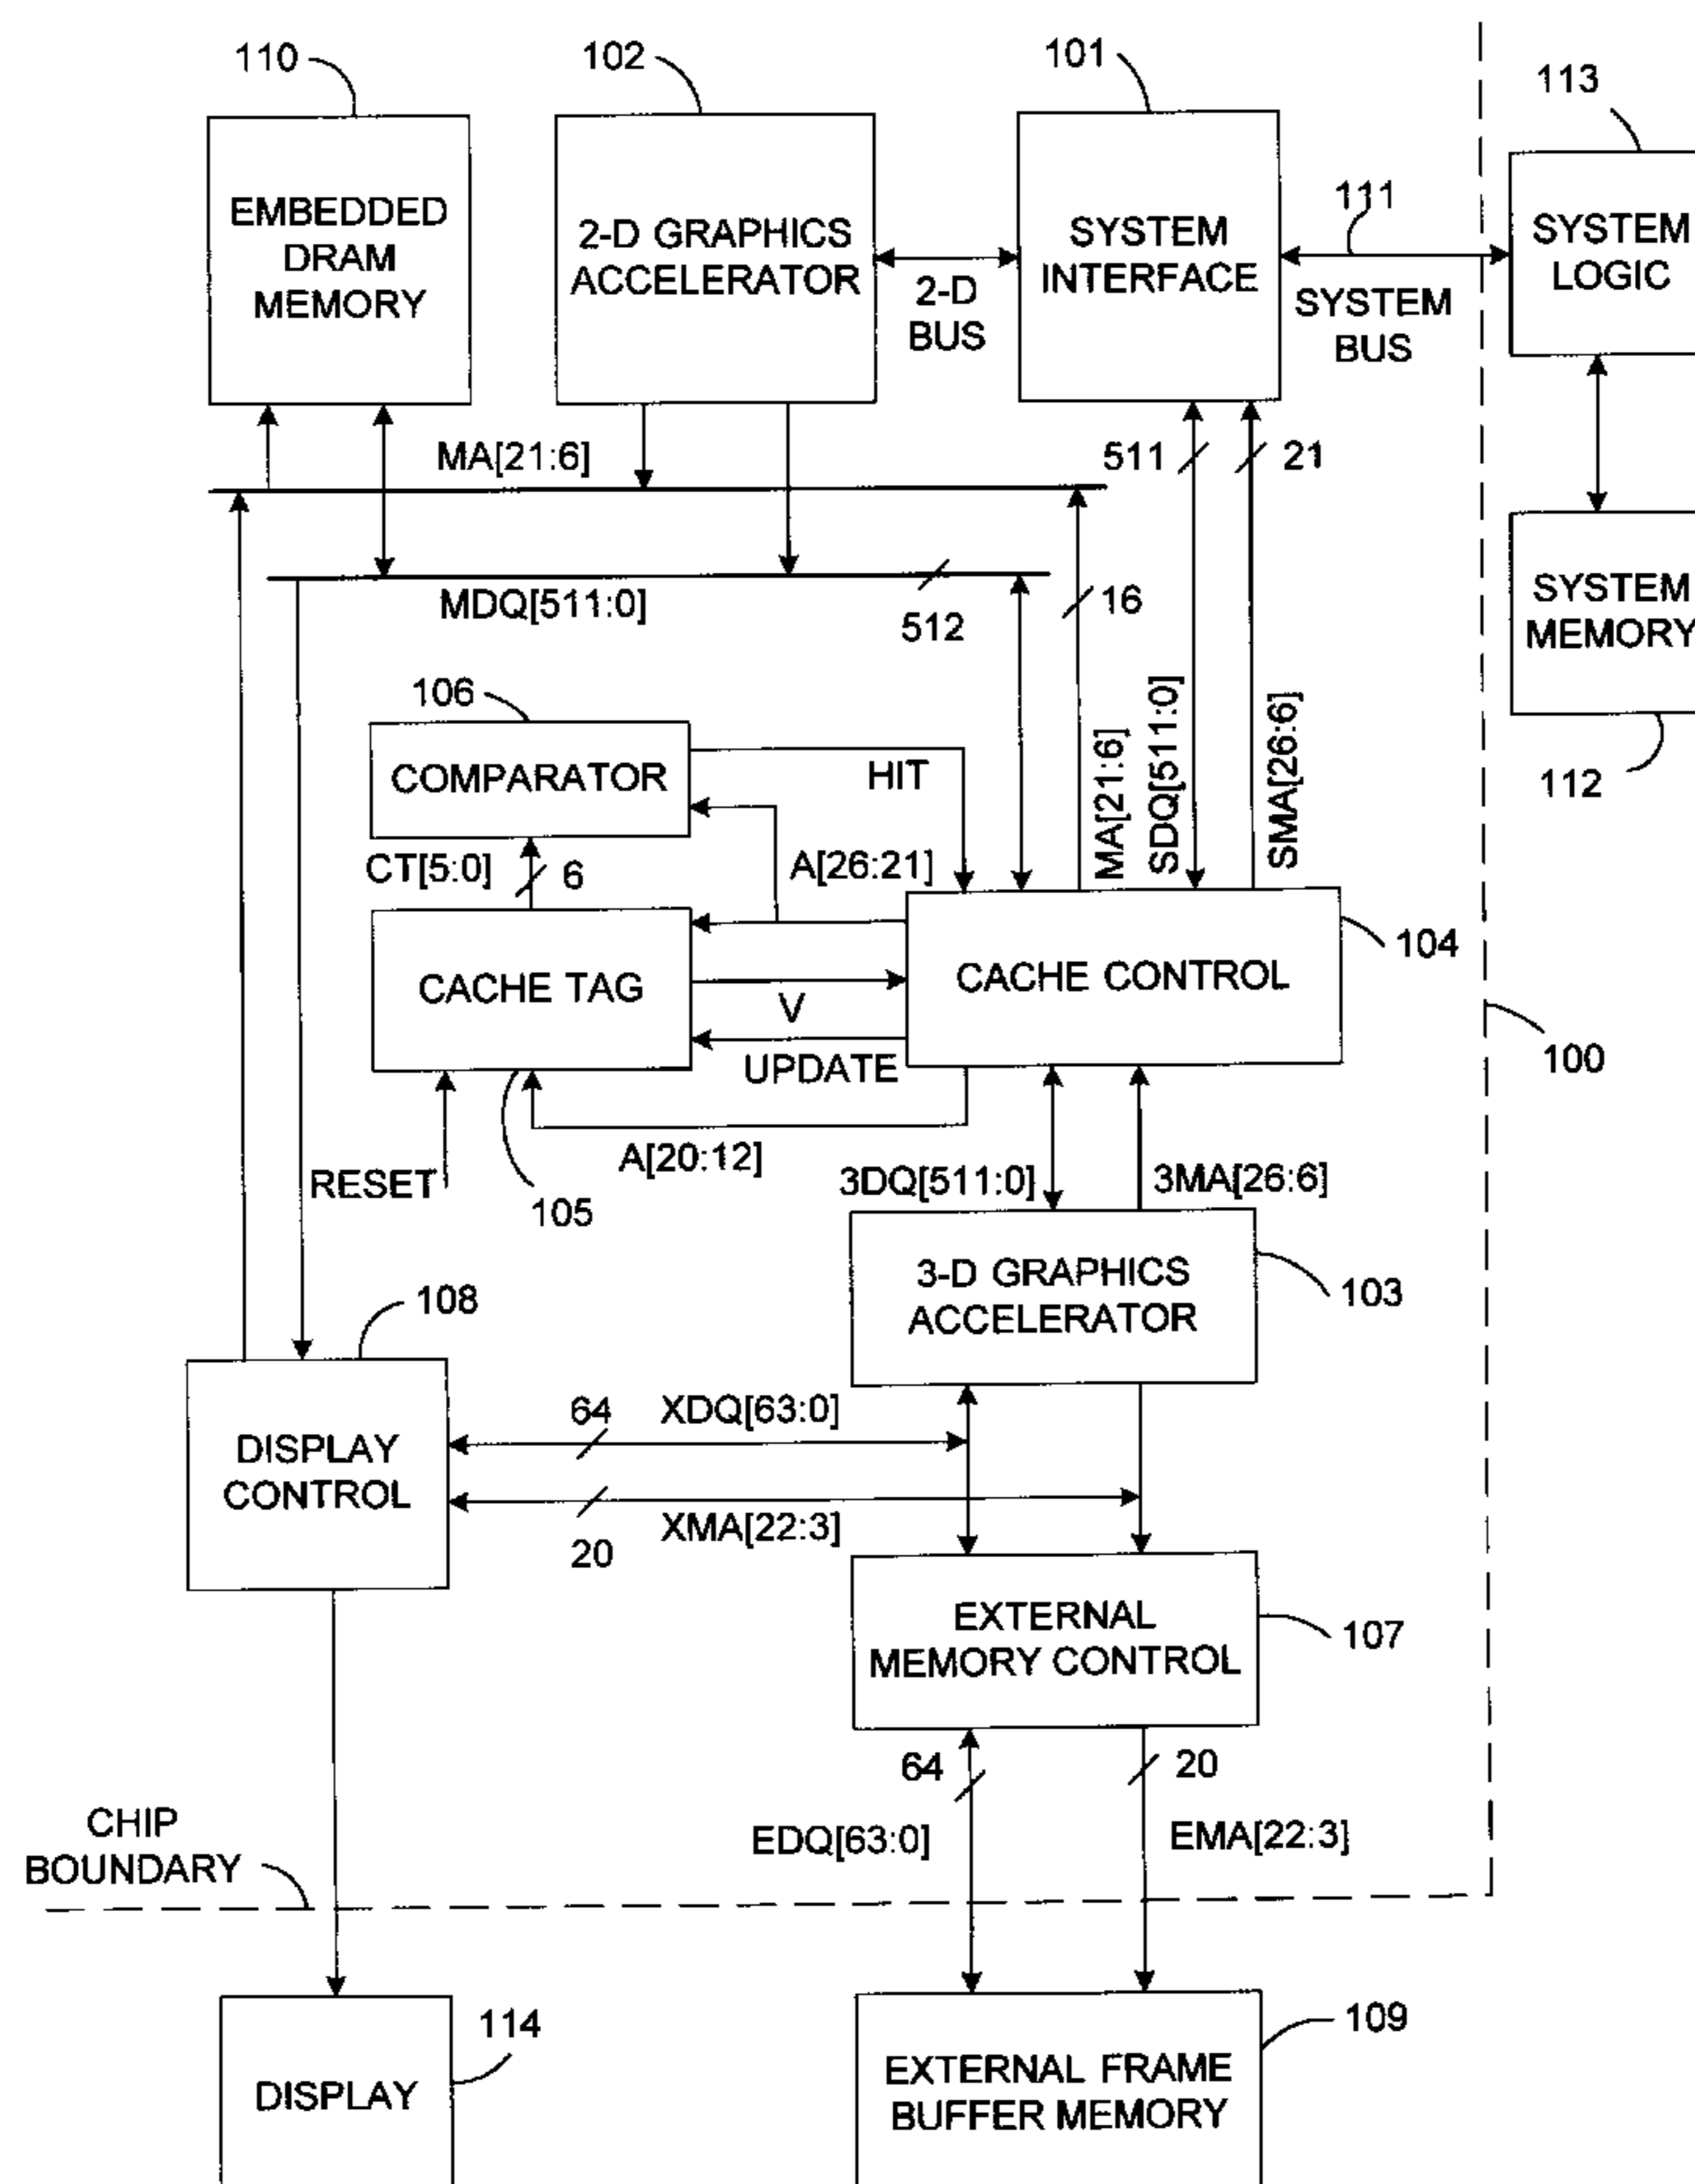 110
102
101
113
EMBEDDED
DRAM
MEMORY
2-D GRAPHICS
ACCELERATOR
2-D
BUS
SYSTEM
INTERFACE
111
SYSTEM
BUS
SYSTEM
LOGIC
MA[21:6]
511
21
MDQ[511:0]
512
16
SYSTEM
MEMORY
112
106
COMPARATOR
HIT
MA[21:6]
SDQ[511:0]
SMA[26:6]
CT[5:0]
6
A[26:21]
104
CACHE TAG
V
UPDATE
CACHE CONTROL
100
RESET
105
A[20:12]
3DQ[511:0]
3MA[26:6]
3-D GRAPHICS
ACCELERATOR
103
108
DISPLAY
CONTROL
64
XDQ[63:0]
20
XMA[22:3]
EXTERNAL
MEMORY CONTROL
107
64
20
EDQ[63:0]
EMA[22:3]
CHIP
BOUNDARY
114
DISPLAY
109
EXTERNAL FRAME
BUFFER MEMORY